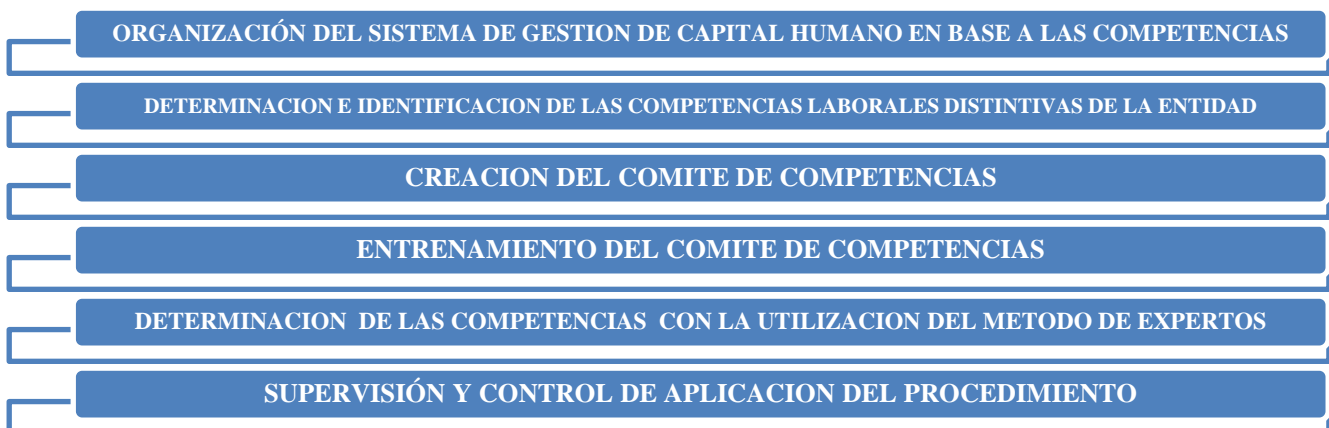 ORGANIZACIÓN DEL SISTEMA DE GESTION DE CAPITAL HUMANO EN BASE A LAS COMPETENCIAS
DETERMINACION E IDENTIFICACION DE LAS COMPETENCIAS LABORALES DISTINTIVAS DE LA ENTIDAD
CREACION DEL COMITE DE COMPETENCIAS
ENTRENAMIENTO DEL COMITE DE COMPETENCIAS
DETERMINACION DE LAS COMPETENCIAS CON LA UTILIZACION DEL METODO DE EXPERTOS
SUPERVISIÓN Y CONTROL DE APLICACION DEL PROCEDIMIENTO